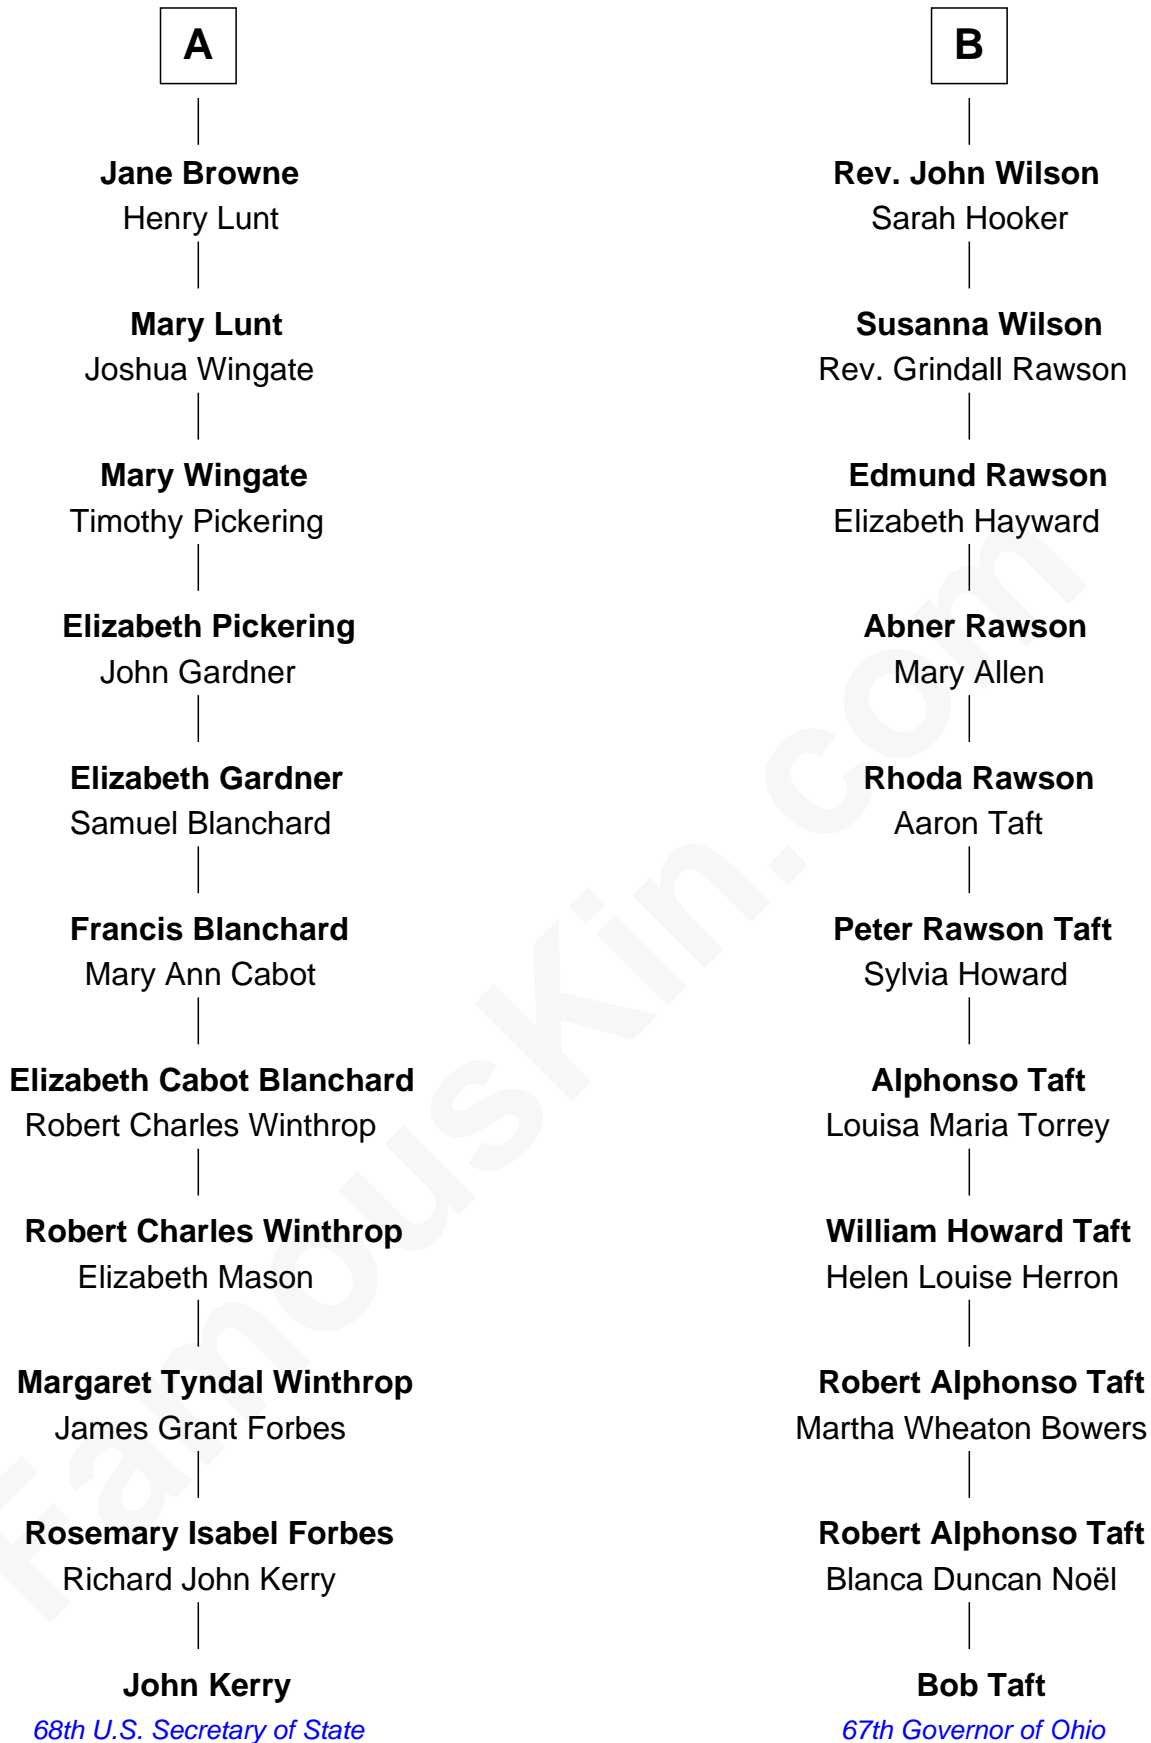 A
Jane Browne
Henry Lunt
Mary Lunt
Joshua Wingate
Mary Wingate
Timothy Pickering
Elizabeth Pickering
John Gardner
Elizabeth Gardner
Samuel Blanchard
Francis Blanchard
Mary Ann Cabot
Elizabeth Cabot Blanchard
Robert Charles Winthrop
Robert Charles Winthrop
Elizabeth Mason
Margaret Tyndal Winthrop
James Grant Forbes
Rosemary Isabel Forbes
Richard John Kerry
John Kerry
68th U.S. Secretary of State
B
Rev. John Wilson
Sarah Hooker
Susanna Wilson
Rev. Grindall Rawson
Edmund Rawson
Elizabeth Hayward
Abner Rawson
Mary Allen
Rhoda Rawson
Aaron Taft
Peter Rawson Taft
Sylvia Howard
Alphonso Taft
Louisa Maria Torrey
William Howard Taft
Helen Louise Herron
Robert Alphonso Taft
Martha Wheaton Bowers
Robert Alphonso Taft
Blanca Duncan Noël
Bob Taft
67th Governor of Ohio
FamousKin.com